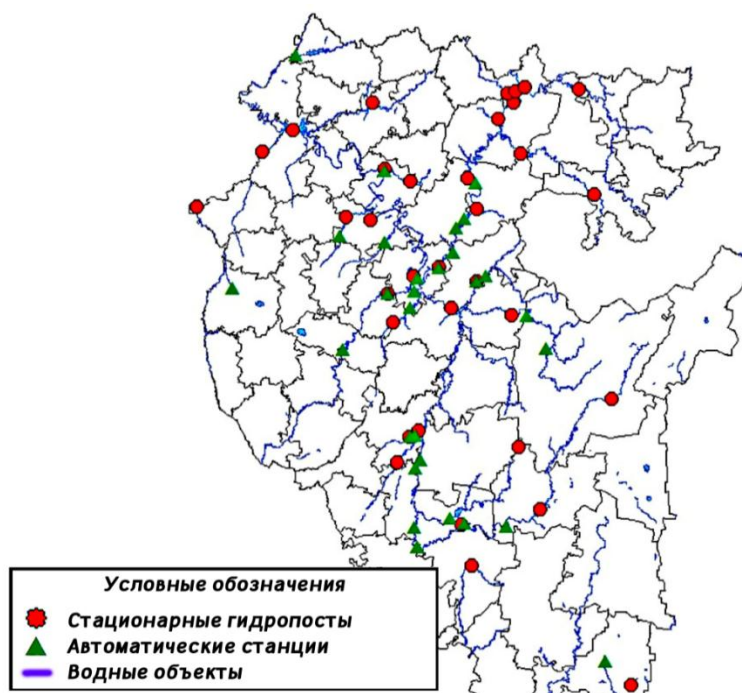 Условные обозначения
Стационарные гидропосты
Автоматические станции
Водные объекты